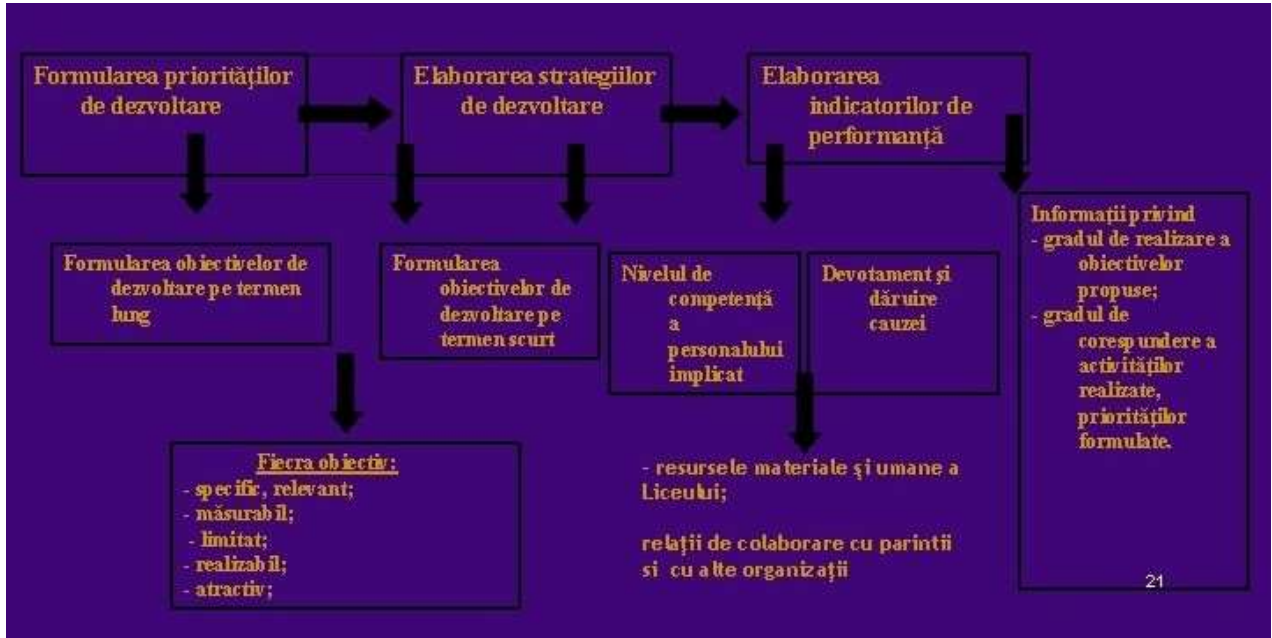 Formularea priorităţilor
de dezvoltare
Elaborarea strategiilor
de dezvoltare
Elaborarea
indicatorilor de
performanţă
Formularea obiectivelor de
dezvoltare pe termen
lung
Formularea
obiectivelor de
dezvoltare pe
termen scurt
Nivelul de
competenţă
a
personalului
implicat
Devotament şi
dăruire
cauzei
Informaţii privind
- gradul de realizare a
obiectivelor
propuse;
- gradul de
corespundere a
activităţilor
realizate,
priorităţilor
formulate.
Fiecra obiectiv:
- specific, relevant;
- măsurabil;
- limitat;
- realizabil;
- atractiv;
- resursele materiale şi umane a
Liceului;
relaţii de colaborare cu parintii
si cu alte organizaţii
21